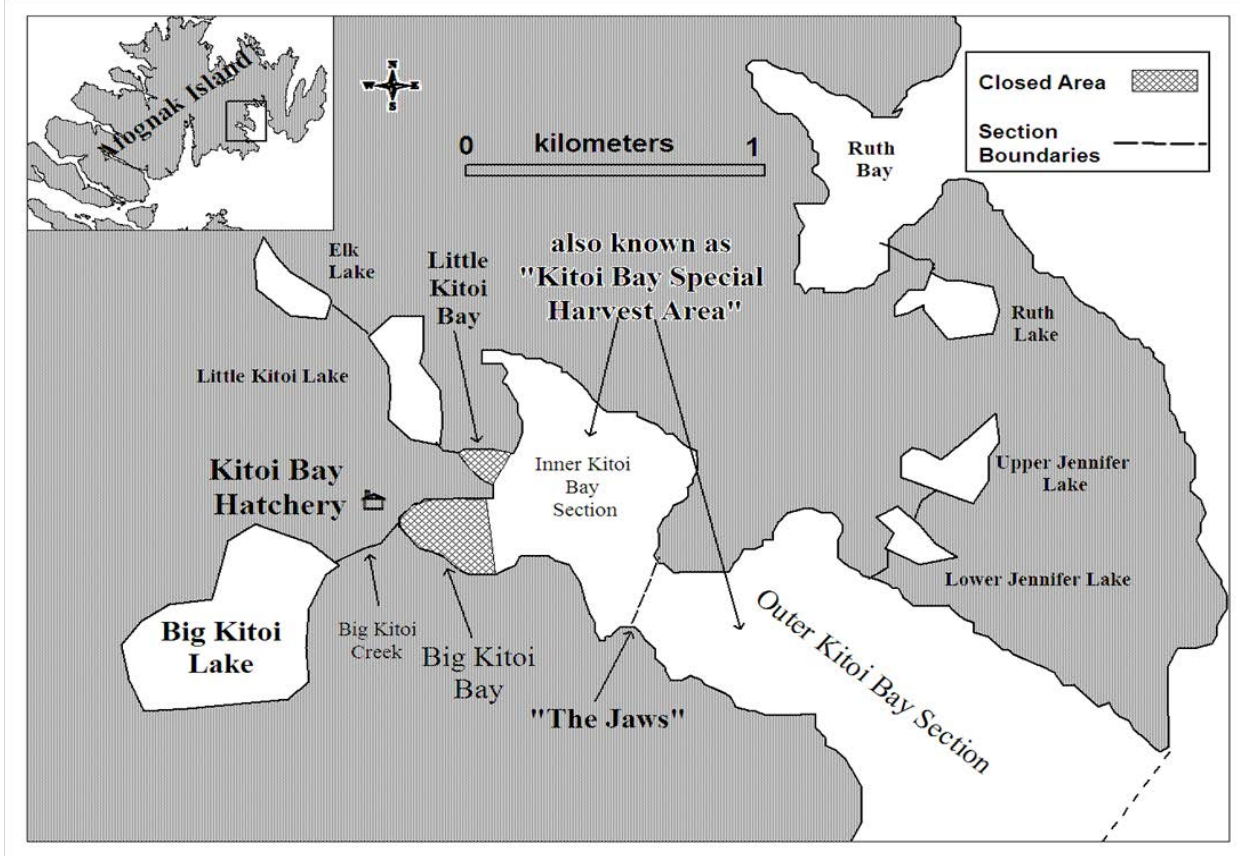 Afognak Island
N
W E
S
0 kilometers 1
Closed Area
Section
Boundaries
Ruth
Bay
also known as
"Kitoi Bay Special
Harvest Area"
Elk
Lake
Little
Kitoi
Bay
Ruth
Lake
Little Kitoi Lake
Kitoi Bay
Hatchery
Inner Kitoi
Bay
Section
Upper Jennifer
Lake
Lower Jennifer Lake
Big Kitoi
Lake
Big Kitoi
Creek
Big Kitoi
Bay
"The Jaws"
Outer Kitoi Bay Section